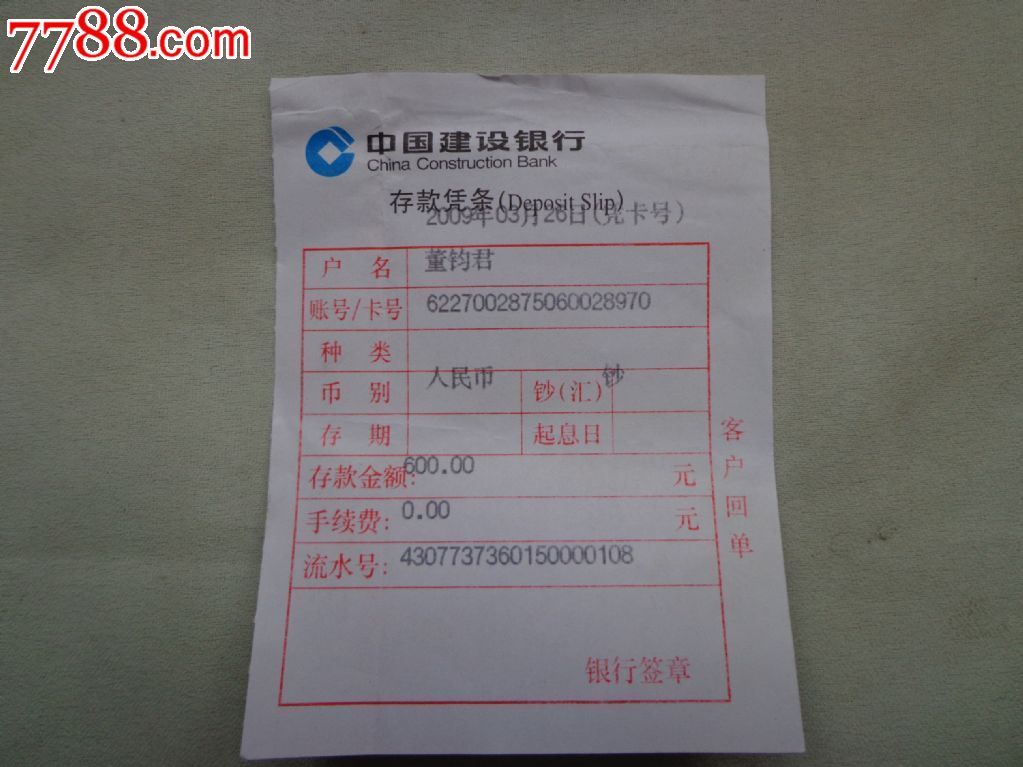 7788.com
中国建设银行
China Construction Bank
存款凭条(Deposit Slip)
2009年03月26日(凭卡号)
户 名 董钧君
账号/卡号 6227002875060028970
种 类
币 别 人民币 钞(汇) 钞
存 期 起息日
存款金额: 600.00 元
手续费: 0.00 元
流水号: 4307737360150000108
银行签章
客户回单